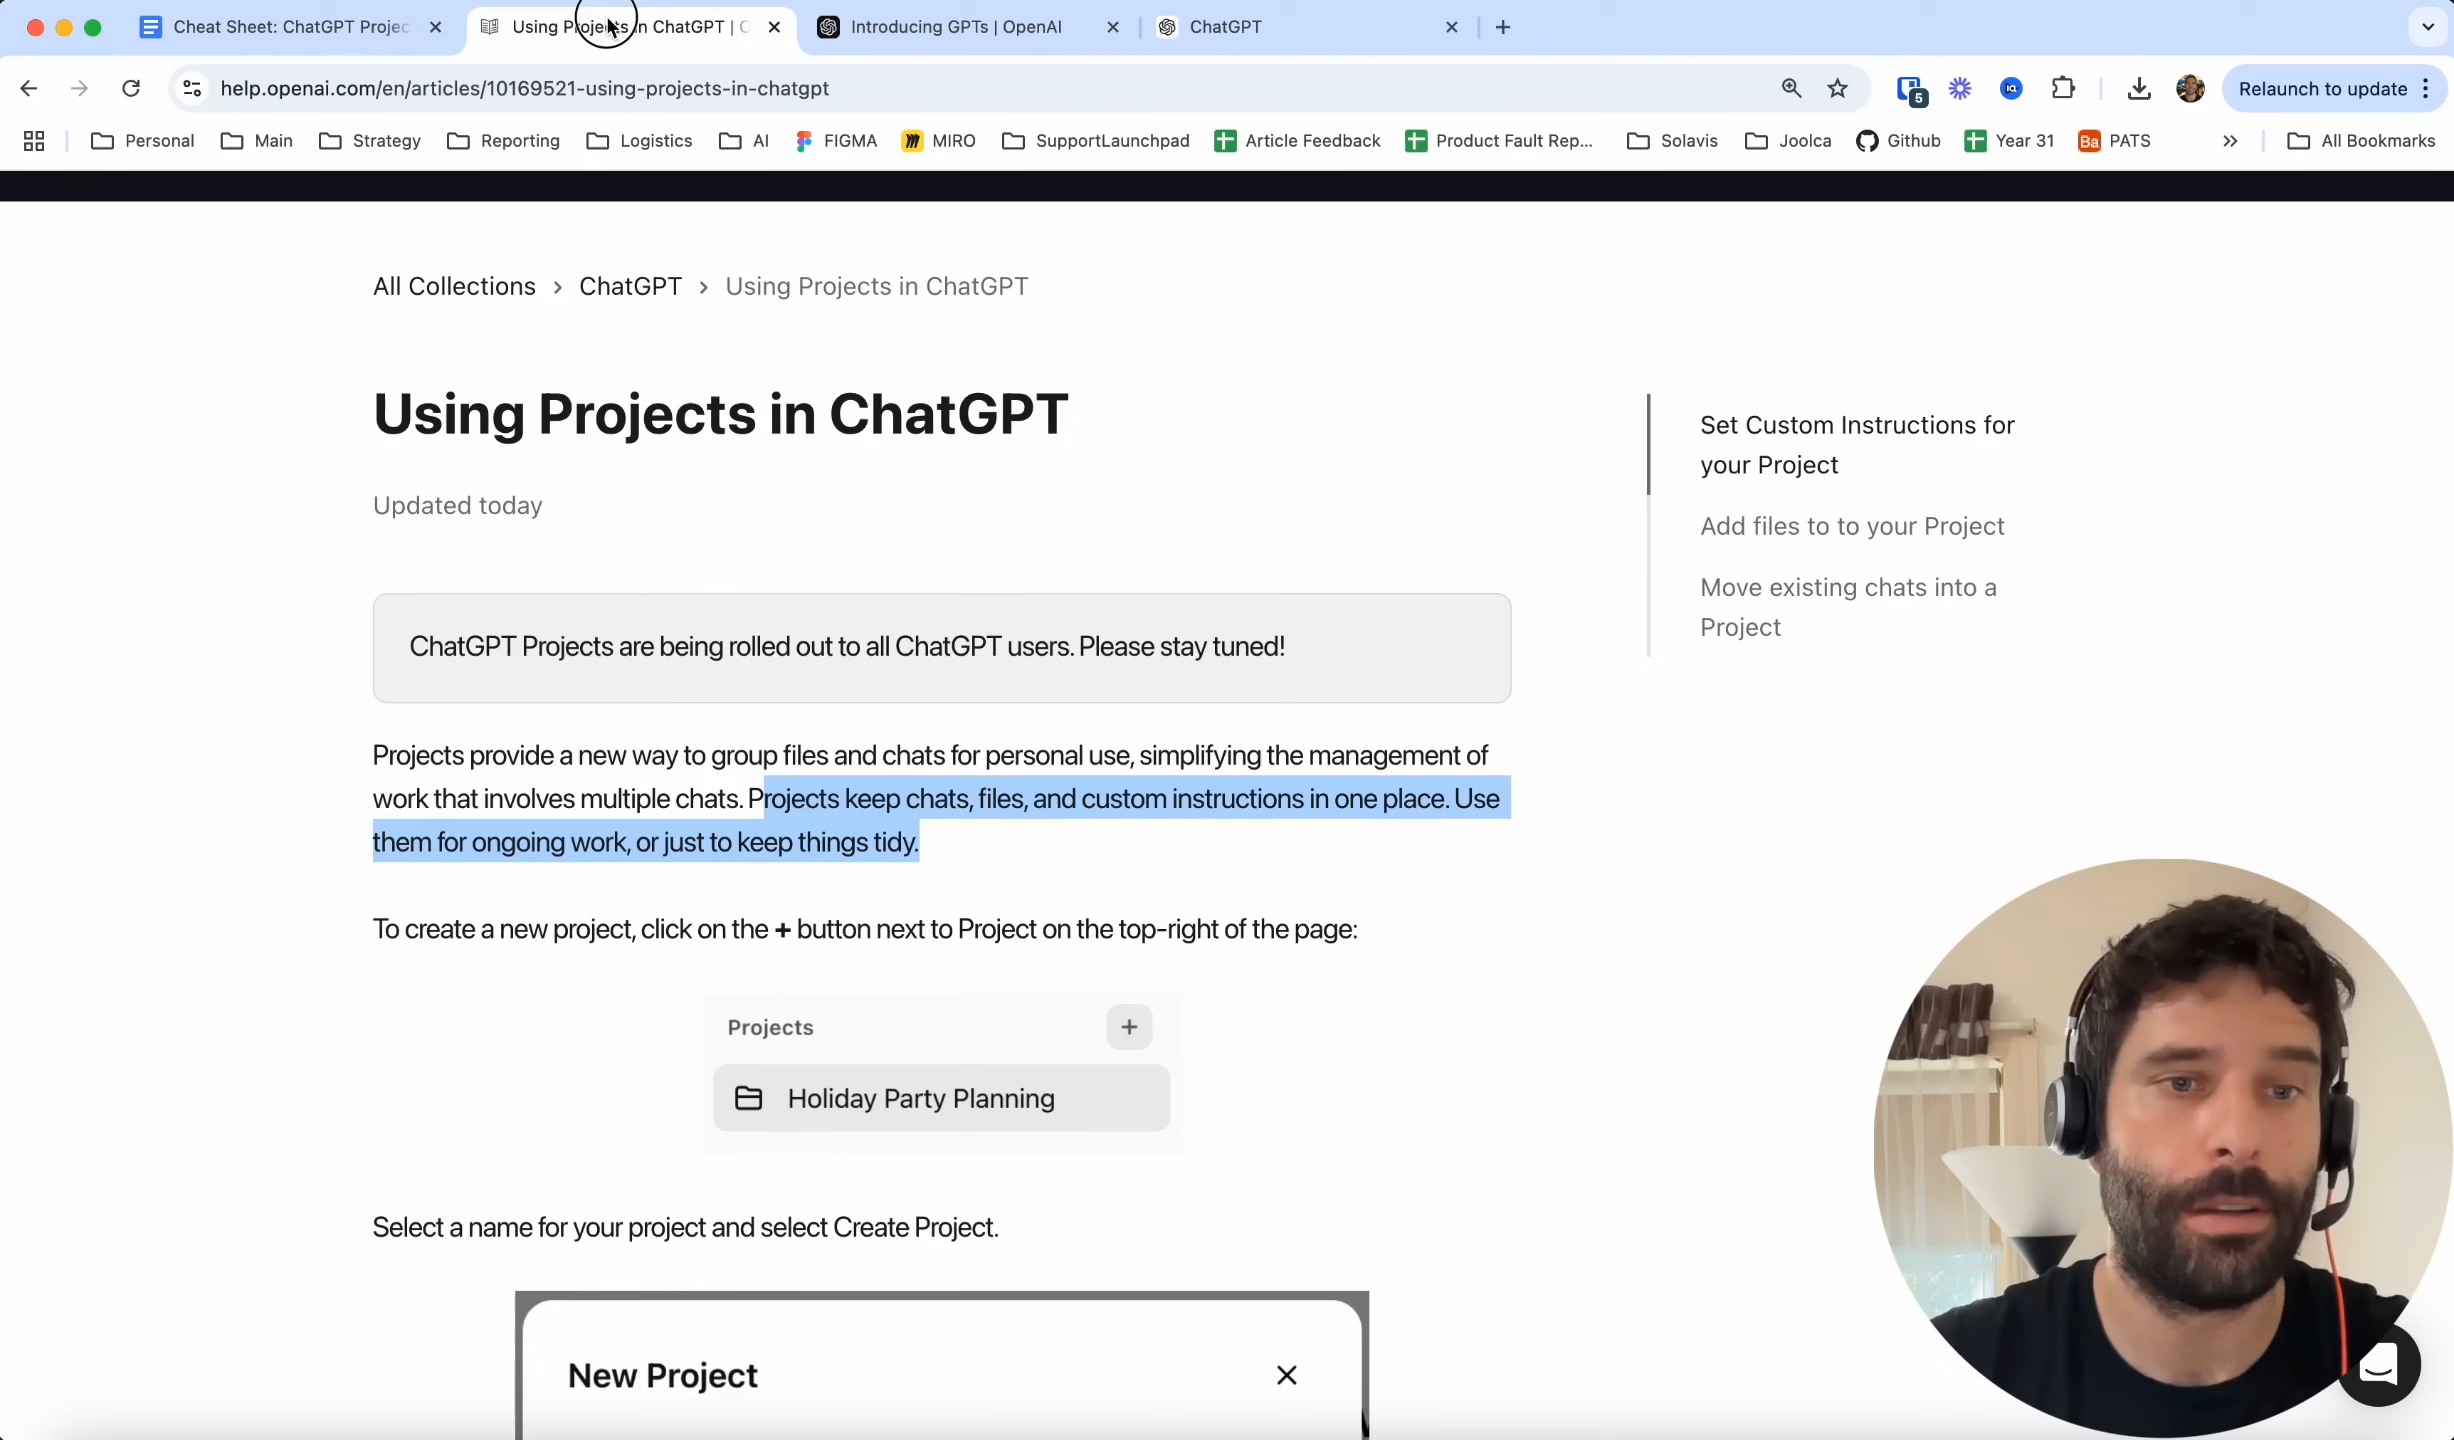 Cheat Sheet: ChatGPT Projec
Using Projects in ChatGPT | O
Introducing GPTs | OpenAI
ChatGPT
help.openai.com/en/articles/10169521-using-projects-in-chatgpt
5
IQ
Relaunch to update
Personal
Main
Strategy
Reporting
Logistics
AI
FIGMA
MIRO
SupportLaunchpad
Article Feedback
Product Fault Rep...
Solavis
Joolca
Github
Year 31
Ba
PATS
All Bookmarks
All Collections > ChatGPT > Using Projects in ChatGPT
Using Projects in ChatGPT
Updated today
Set Custom Instructions for
your Project
Add files to to your Project
Move existing chats into a
Project
ChatGPT Projects are being rolled out to all ChatGPT users. Please stay tuned!
Projects provide a new way to group files and chats for personal use, simplifying the management of
work that involves multiple chats. Projects keep chats, files, and custom instructions in one place. Use
them for ongoing work, or just to keep things tidy.
To create a new project, click on the + button next to Project on the top-right of the page:
Projects
+
Holiday Party Planning
Select a name for your project and select Create Project.
New Project